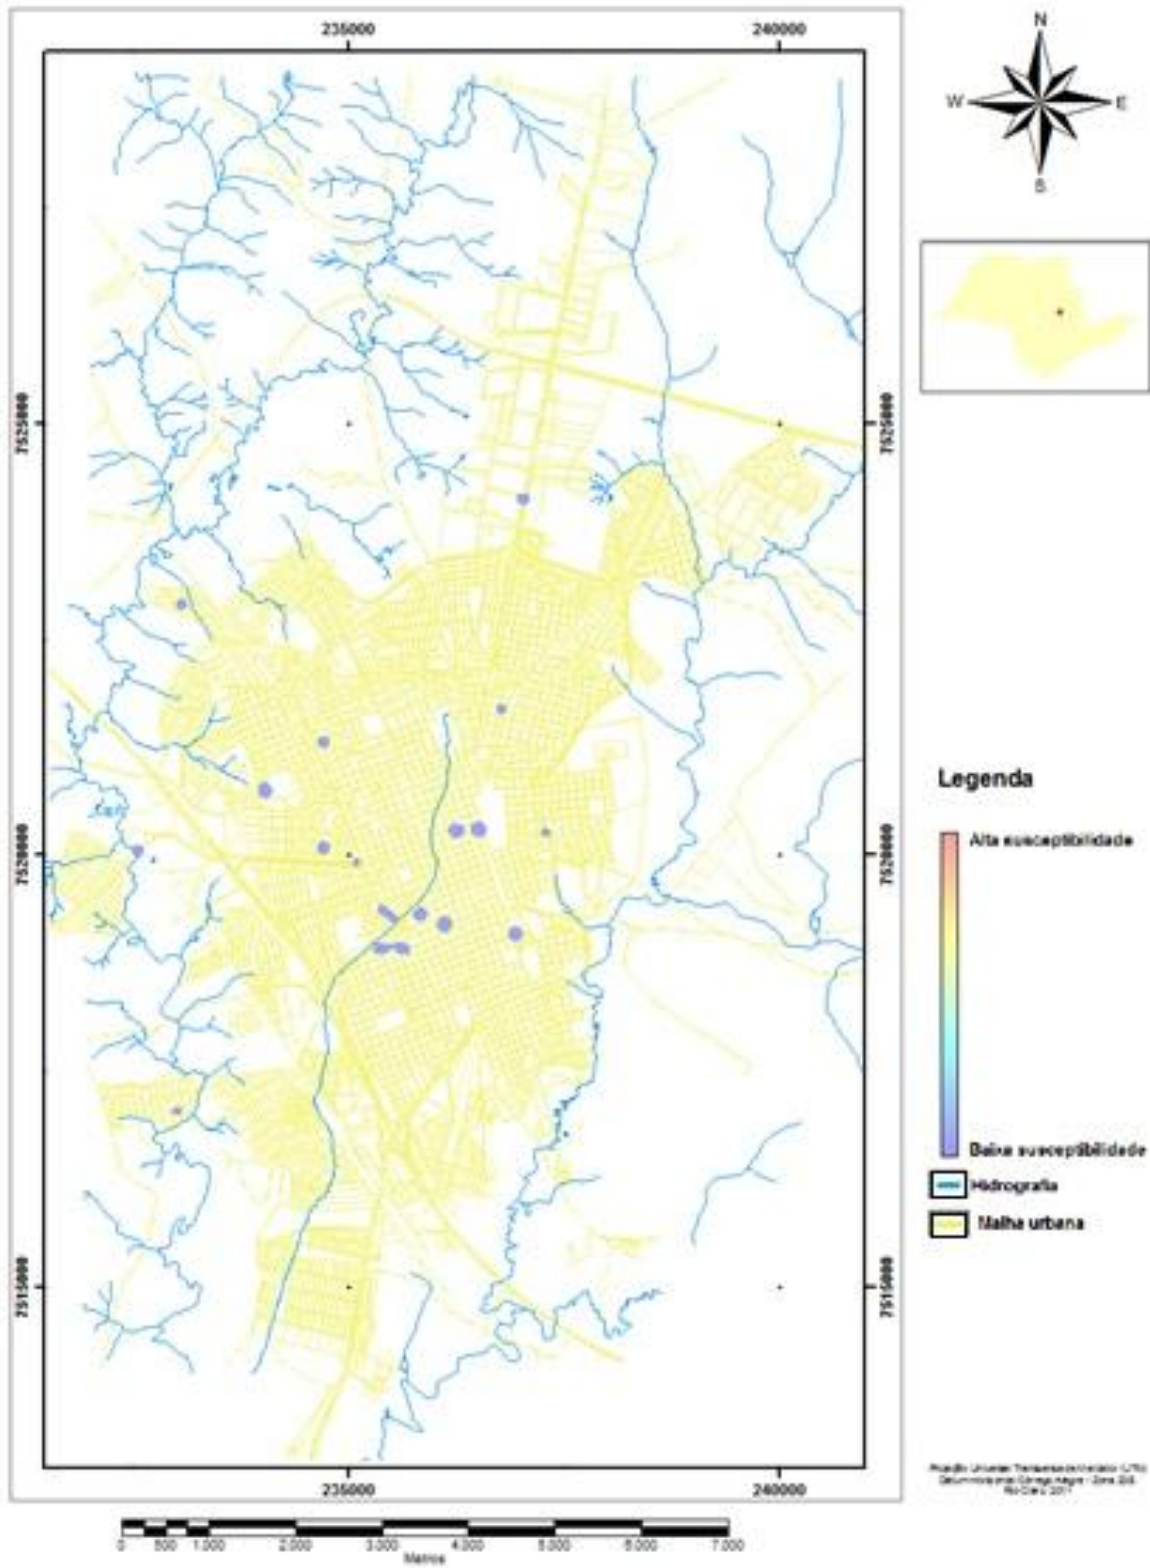 235000 240000
N
W E
S
7525000 7525000
Legenda
Alta susceptibilidade
7520000 7520000
Baixa susceptibilidade
Hidrografia
Malha urbana
7515000 7515000
235000 240000
0 500 1.000 2.000 3.000 4.000 5.000 6.000 7.000
Metros